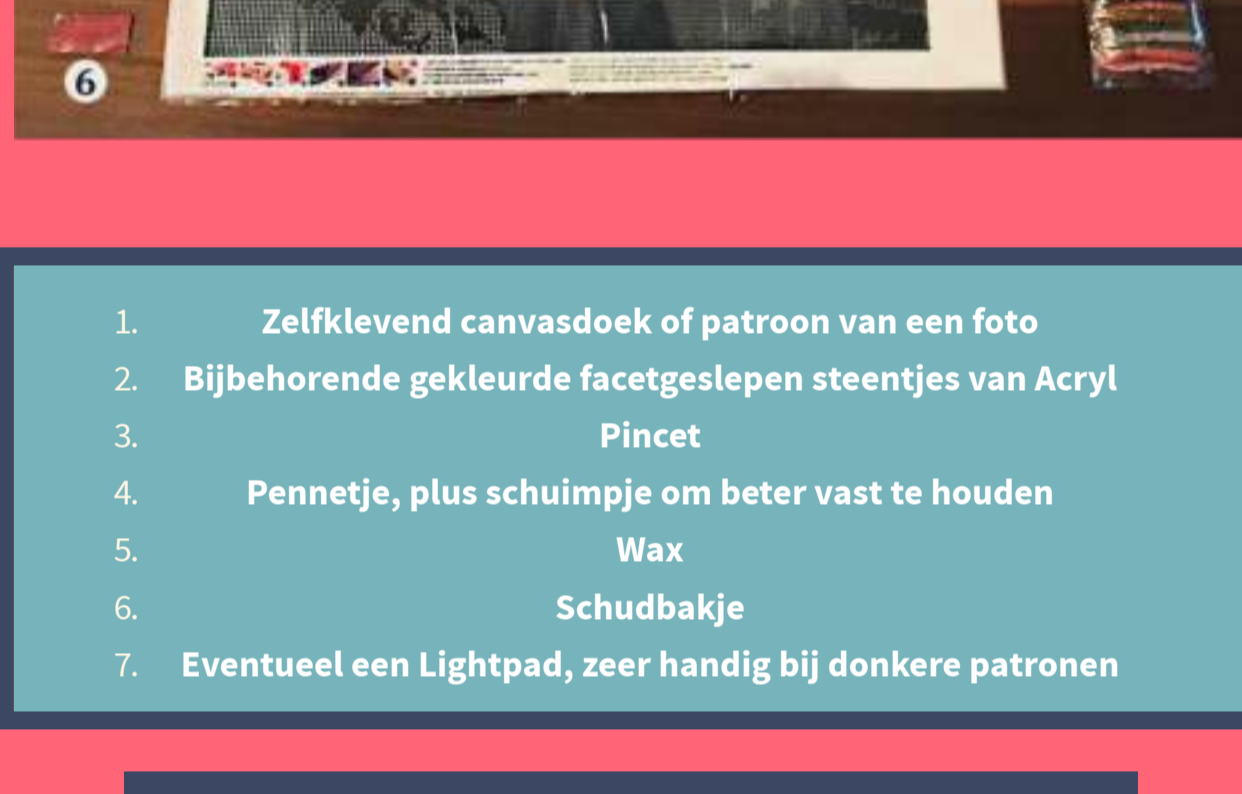 6
1. Zelfklevend canvasdoek of patroon van een foto
2. Bijbehorende gekleurde facetgeslepen steentjes van Acryl
3. Pincet
4. Pennetje, plus schuimpje om beter vast te houden
5. Wax
6. Schudbakje
7. Eventueel een Lightpad, zeer handig bij donkere patronen